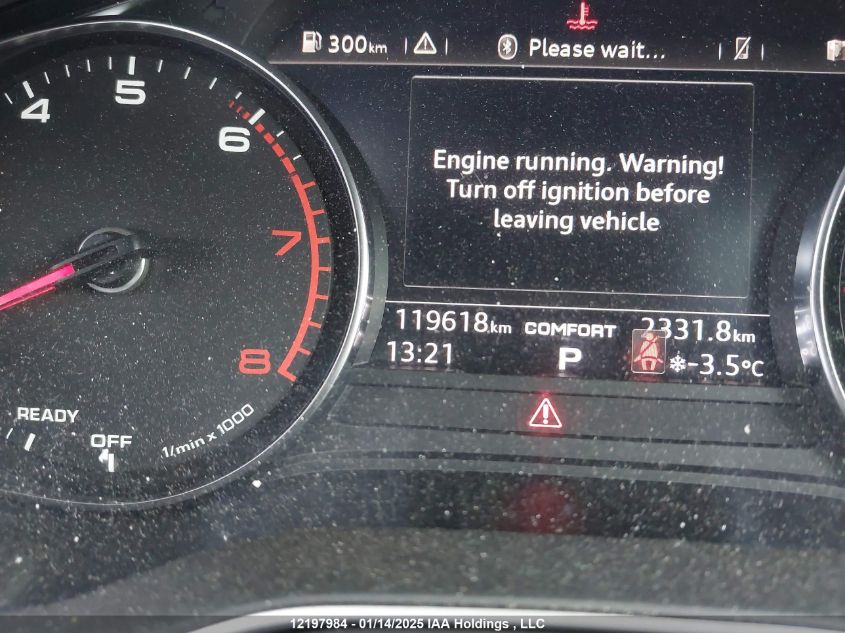 300km
Please wait...
4
5
6
7
8
1/min x 1000
READY
OFF
Engine running. Warning!
Turn off ignition before
leaving vehicle
119618km COMFORT 2331.8km
13:21 P -3.5°C
12197984 - 01/14/2025 IAA Holdings , LLC